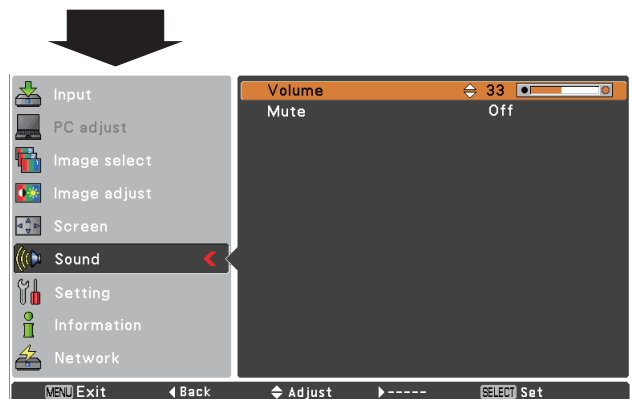 Input
PC adjust
Image select
Image adjust
Screen
Sound
Setting
Information
Network
Volume 33
Mute Off
MENU Exit Back Adjust ----- SELECT Set